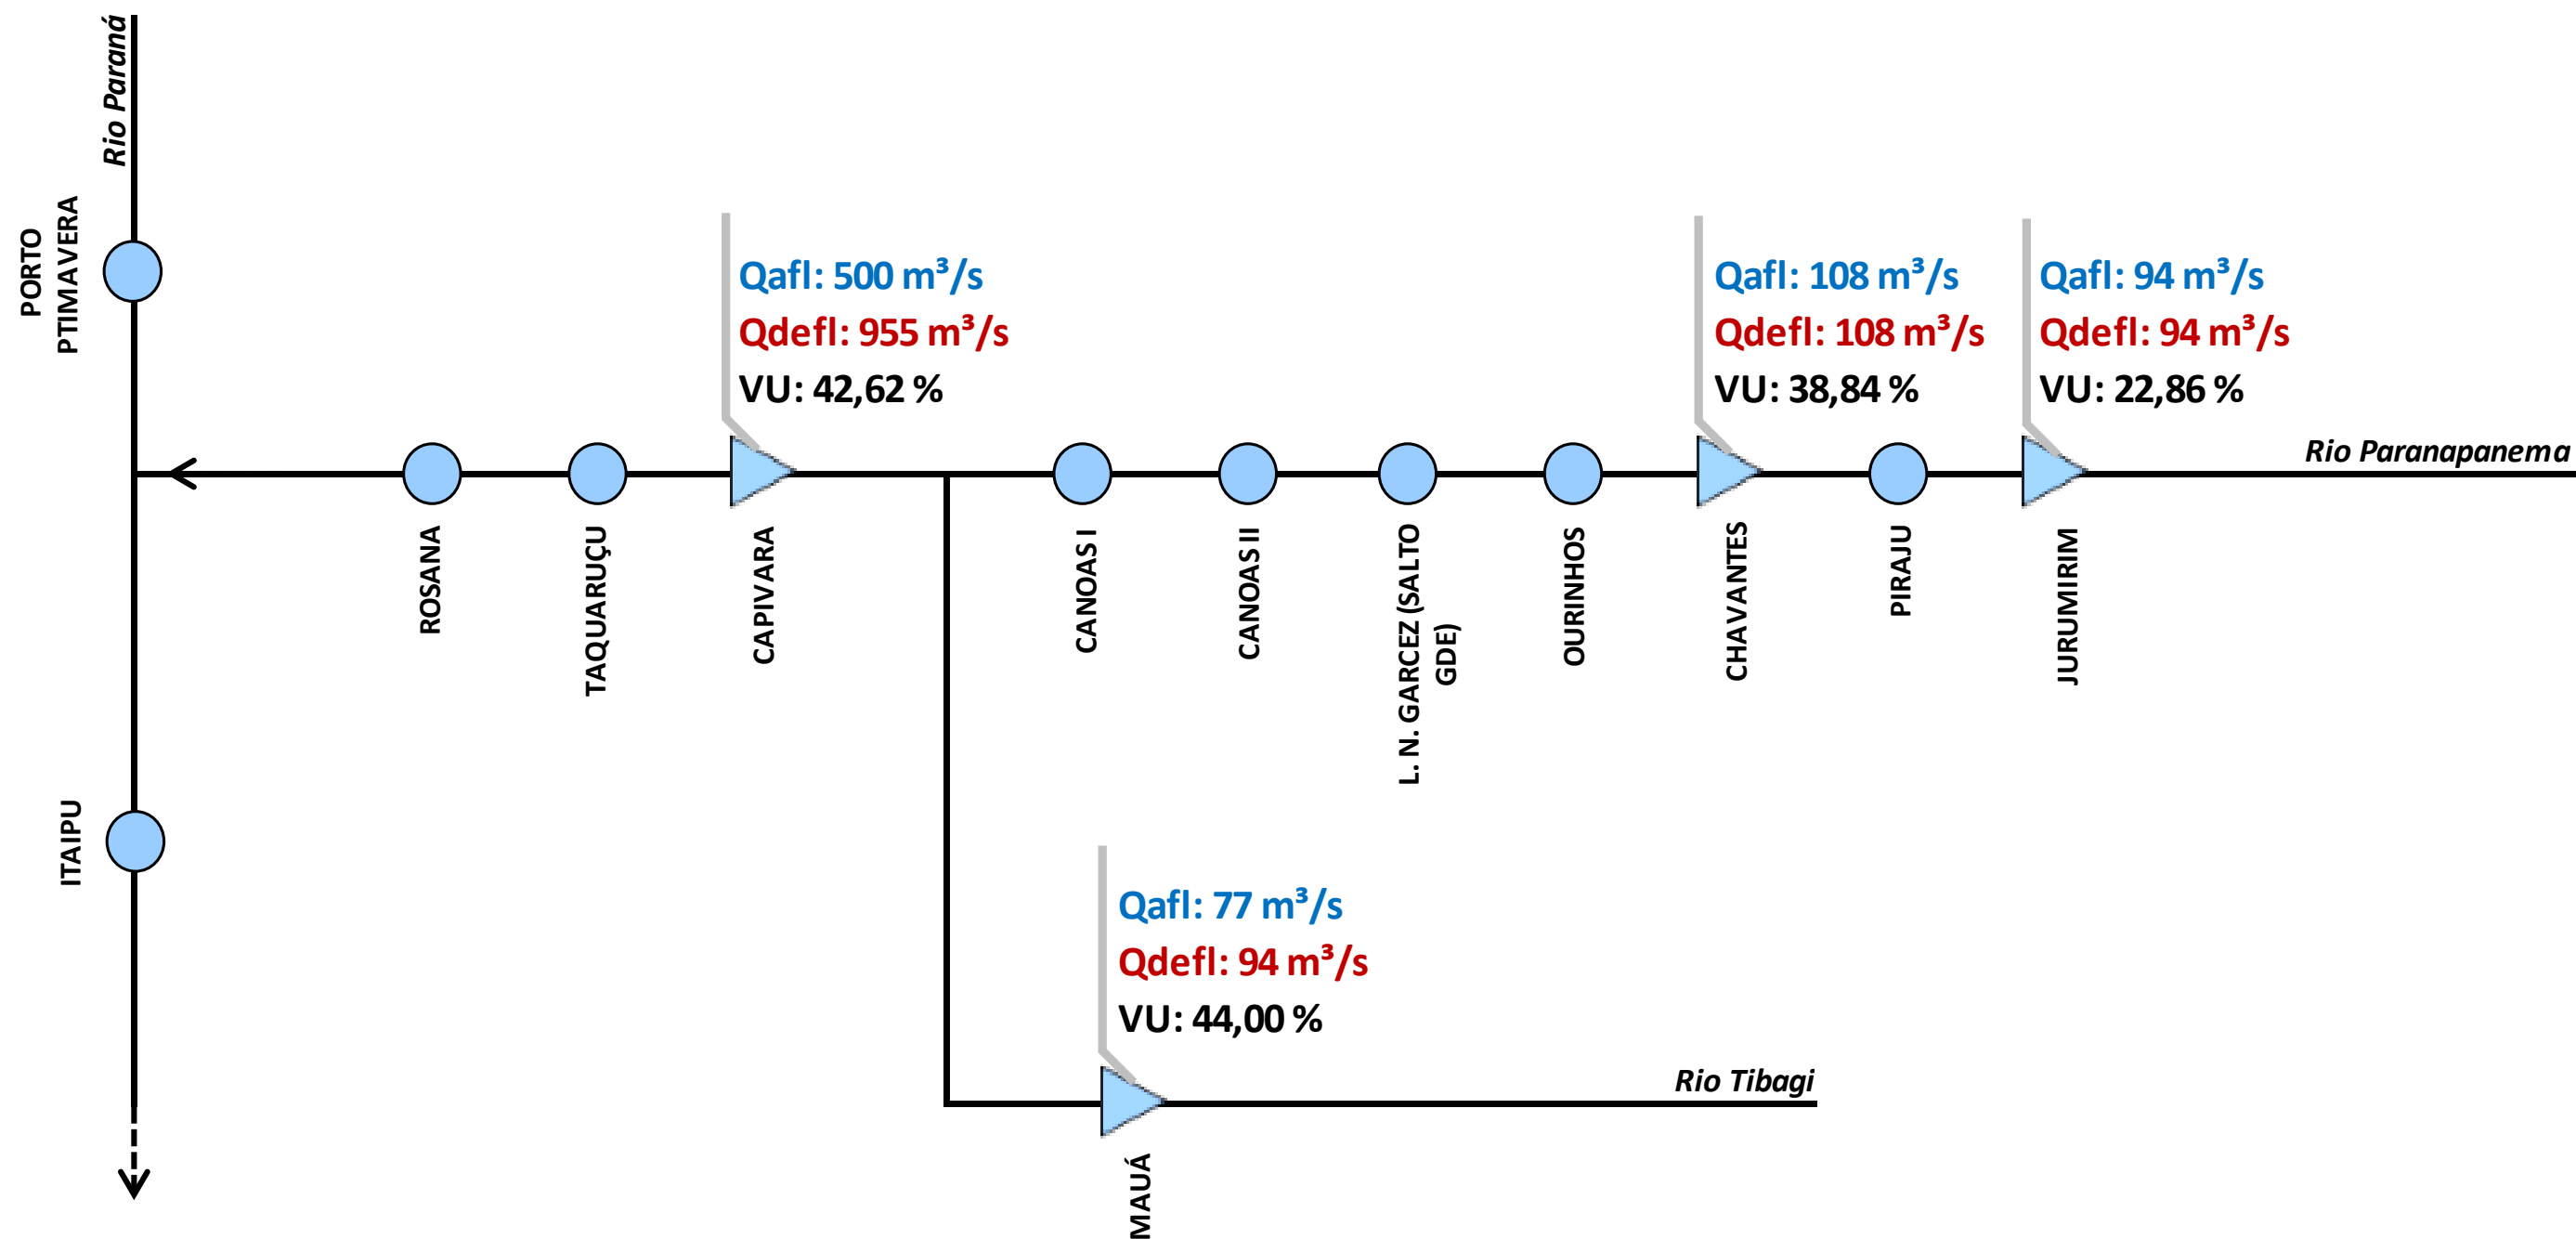 Rio Paraná
PORTO
PTIMAVERA
Qafl: 500 m³/s
Qdefl: 955 m³/s
VU: 42,62 %
Qafl: 108 m³/s
Qdefl: 108 m³/s
VU: 38,84 %
Qafl: 94 m³/s
Qdefl: 94 m³/s
VU: 22,86 %
Rio Paranapanema
ROSANA
TAQUARUÇU
CAPIVARA
CANOAS I
CANOAS II
L. N. GARCEZ (SALTO
GDE)
OURINHOS
CHAVANTES
PIRAJU
JURUMIRIM
ITAIPU
Qafl: 77 m³/s
Qdefl: 94 m³/s
VU: 44,00 %
Rio Tibagi
MAUÁ